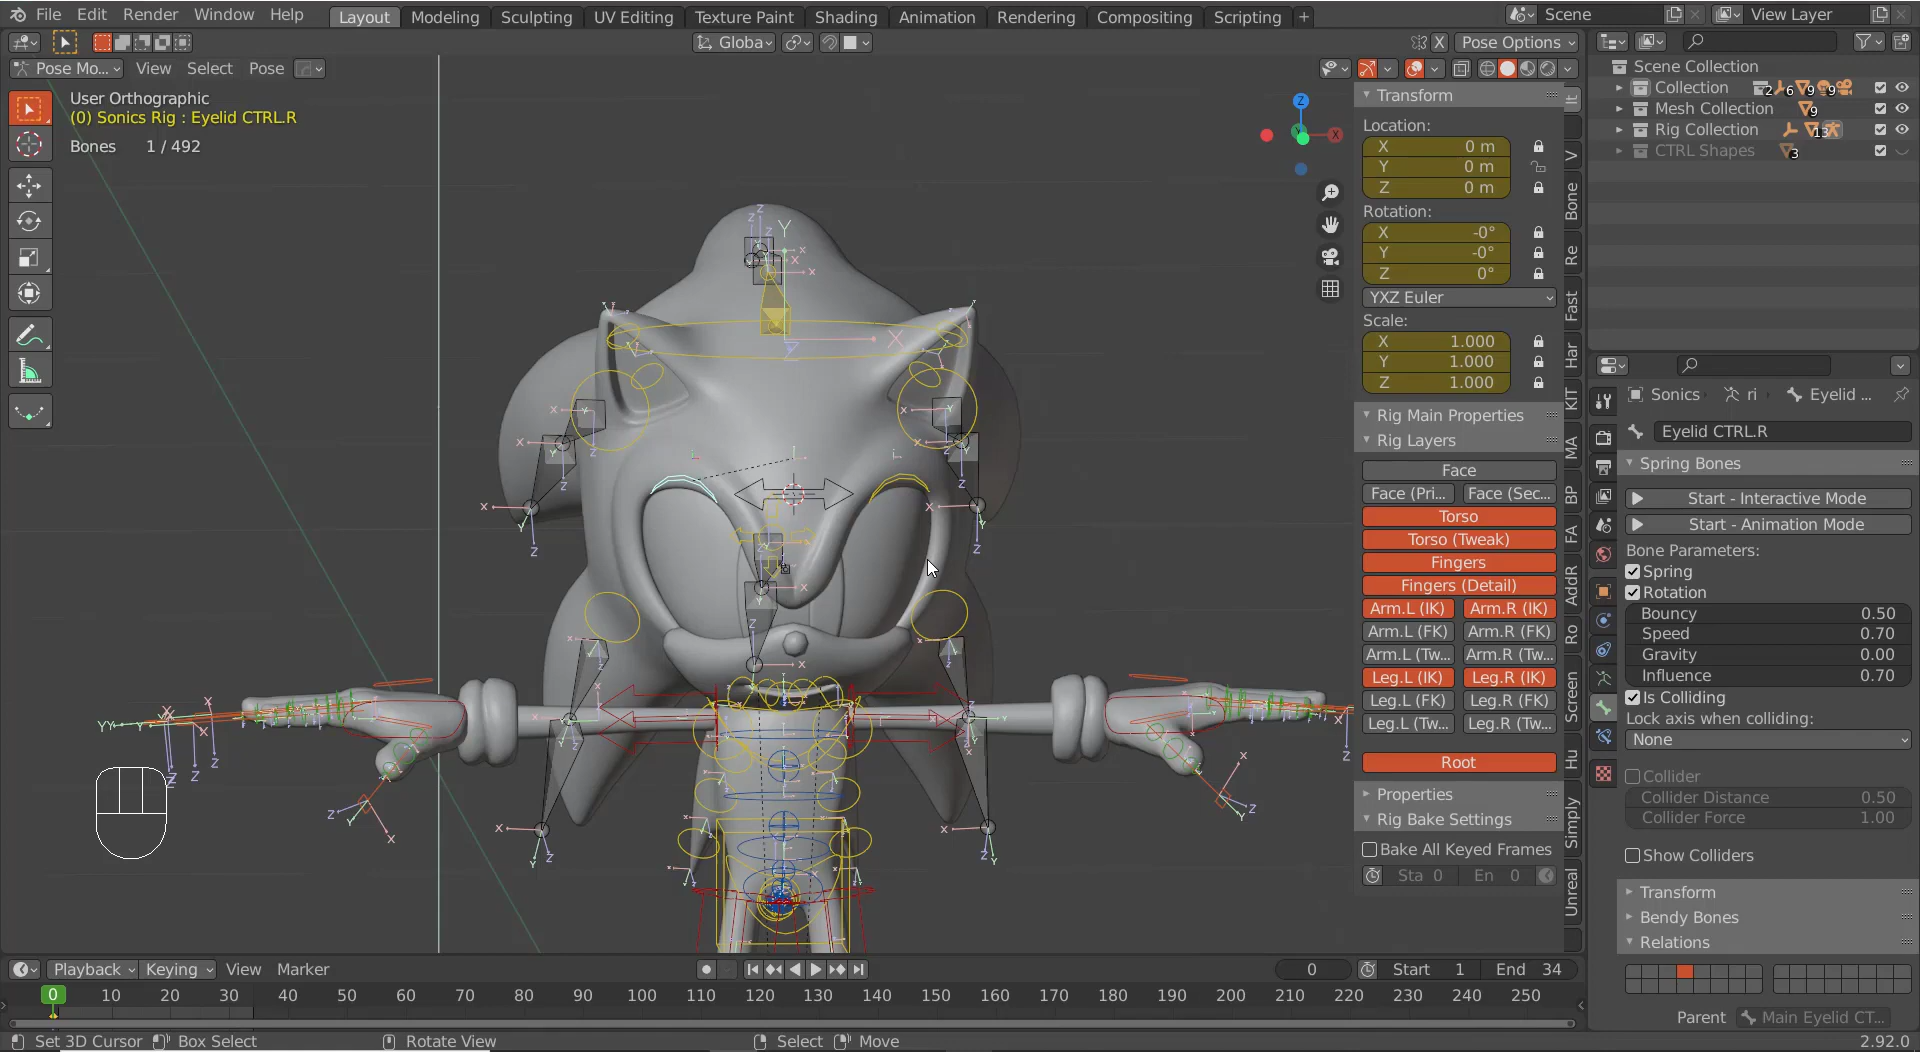 File Edit Render Window Help Layout Modeling Sculpting UV Editing Texture Paint Shading Animation Rendering Compositing Scripting + Scene View Layer
Globa X Pose Options
Pose Mo... View Select Pose
User Orthographic
(0) Sonics Rig : Eyelid CTRL.R
Bones 1 / 492
Transform
Location:
X 0 m
Y 0 m
Z 0 m
Rotation:
X -0°
Y -0°
Z 0°
YXZ Euler
Scale:
X 1.000
Y 1.000
Z 1.000
Rig Main Properties
Rig Layers
Face
Face (Pri... Face (Sec...
Torso
Torso (Tweak)
Fingers
Fingers (Detail)
Arm.L (IK) Arm.R (IK)
Arm.L (FK) Arm.R (FK)
Arm.L (Tw... Arm.R (Tw...
Leg.L (IK) Leg.R (IK)
Leg.L (FK) Leg.R (FK)
Leg.L (Tw... Leg.R (Tw...
Root
Properties
Rig Bake Settings
Bake All Keyed Frames
Sta 0 En 0
It
V
Bone
Re
Fast
Har
KIT
MA
BP
FA
AddR
Ro
Screen
Hu
Simply
Unreal
Scene Collection
Collection 2 6 9 9
Mesh Collection 9
Rig Collection 13
CTRL Shapes 3
Sonics ri Eyelid ...
Eyelid CTRL.R
Spring Bones
Start - Interactive Mode
Start - Animation Mode
Bone Parameters:
Spring
Rotation
Bouncy 0.50
Speed 0.70
Gravity 0.00
Influence 0.70
Is Colliding
Lock axis when colliding:
None
Collider
Collider Distance 0.50
Collider Force 1.00
Show Colliders
Transform
Bendy Bones
Relations
Parent Main Eyelid CT...
Playback Keying View Marker 0 Start 1 End 34
0 10 20 30 40 50 60 70 80 90 100 110 120 130 140 150 160 170 180 190 200 210 220 230 240 250
Set 3D Cursor Box Select Rotate View Select Move 2.92.0